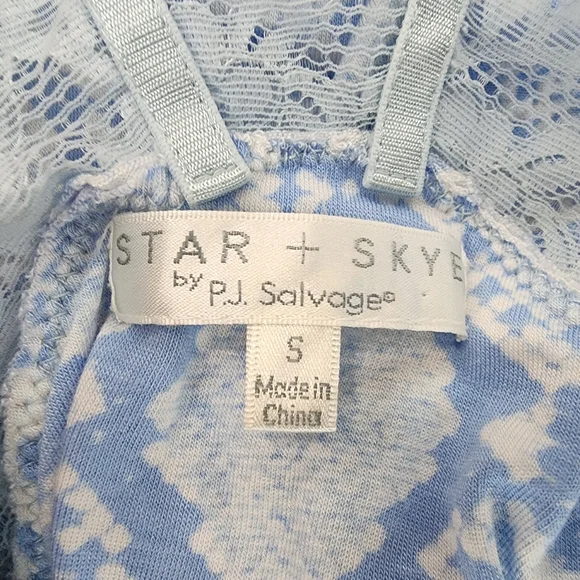 STAR + SKYE
by P.J. Salvage©
S
Made in
China